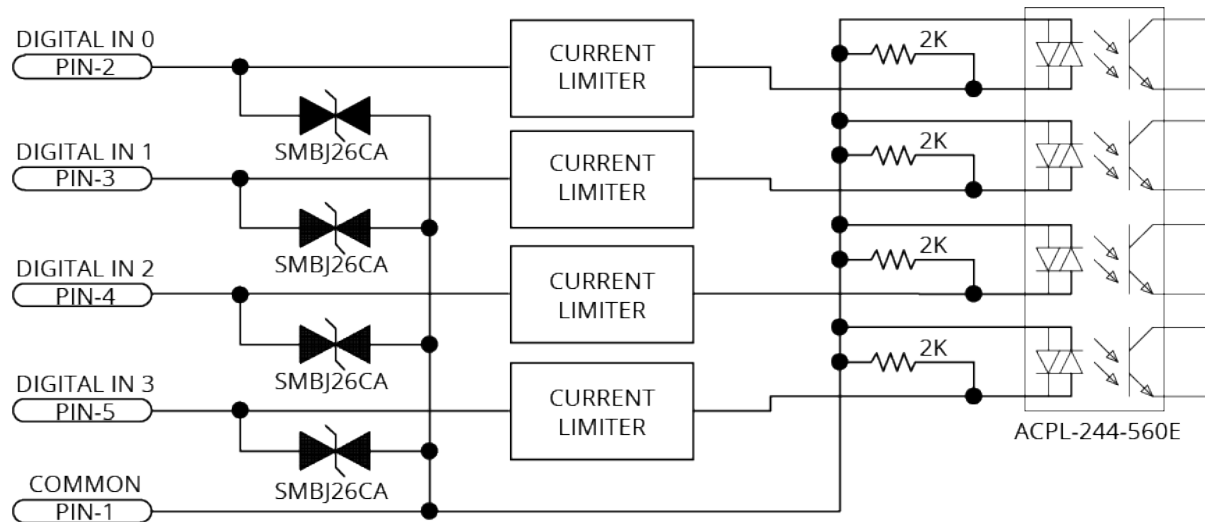 DIGITAL IN 0
PIN-2
SMBJ26CA
CURRENT
LIMITER
2K
DIGITAL IN 1
PIN-3
SMBJ26CA
CURRENT
LIMITER
2K
DIGITAL IN 2
PIN-4
SMBJ26CA
CURRENT
LIMITER
2K
DIGITAL IN 3
PIN-5
SMBJ26CA
CURRENT
LIMITER
2K
ACPL-244-560E
COMMON
PIN-1